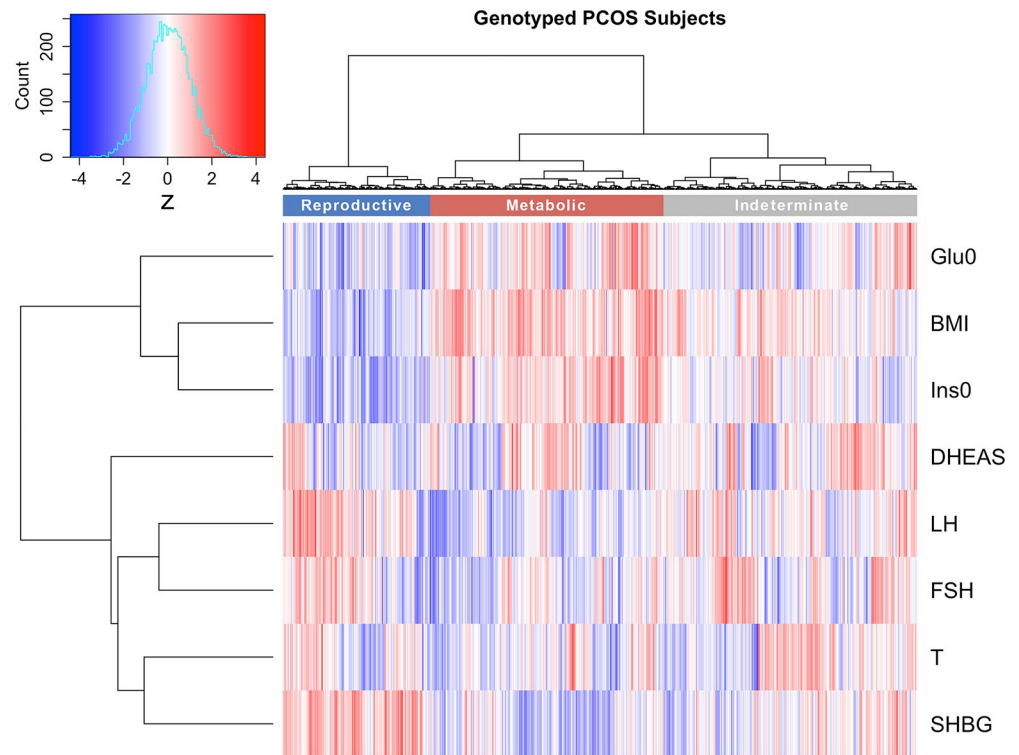 Genotyped PCOS Subjects
Count
0
100
200
-4 -2 0 2 4
Z
Reproductive Metabolic Indeterminate
Glu0
BMI
Ins0
DHEAS
LH
FSH
T
SHBG